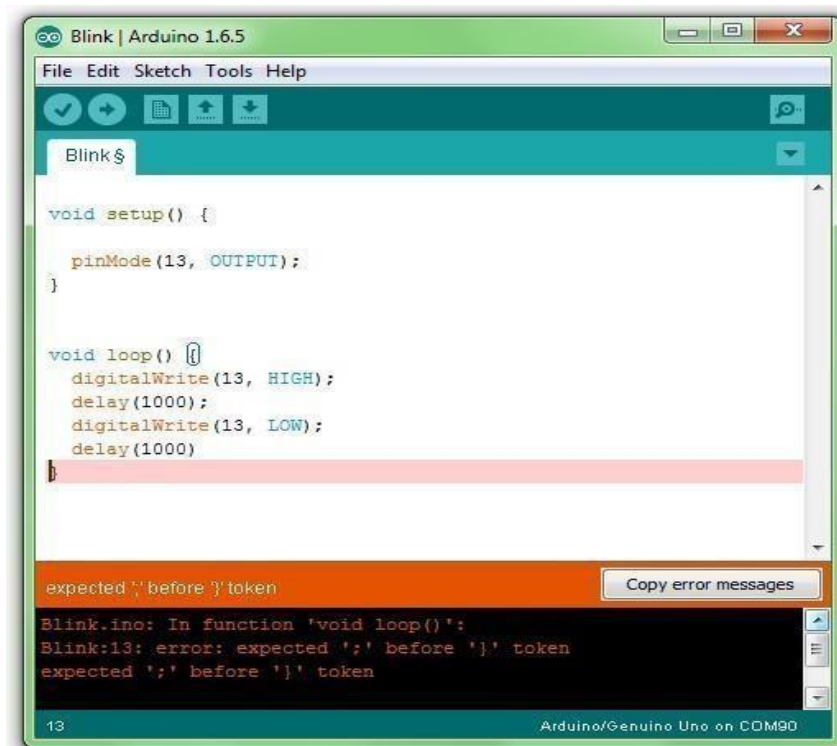 Blink | Arduino 1.6.5
File Edit Sketch Tools Help
Blink §
void setup() {
pinMode(13, OUTPUT);
}
void loop() {
digitalWrite(13, HIGH);
delay(1000);
digitalWrite(13, LOW);
delay(1000)
}
expected ';' before '}' token
Copy error messages
Blink.ino: In function 'void loop()':
Blink:13: error: expected ';' before '}' token
expected ';' before '}' token
13
Arduino/Genuino Uno on COM90